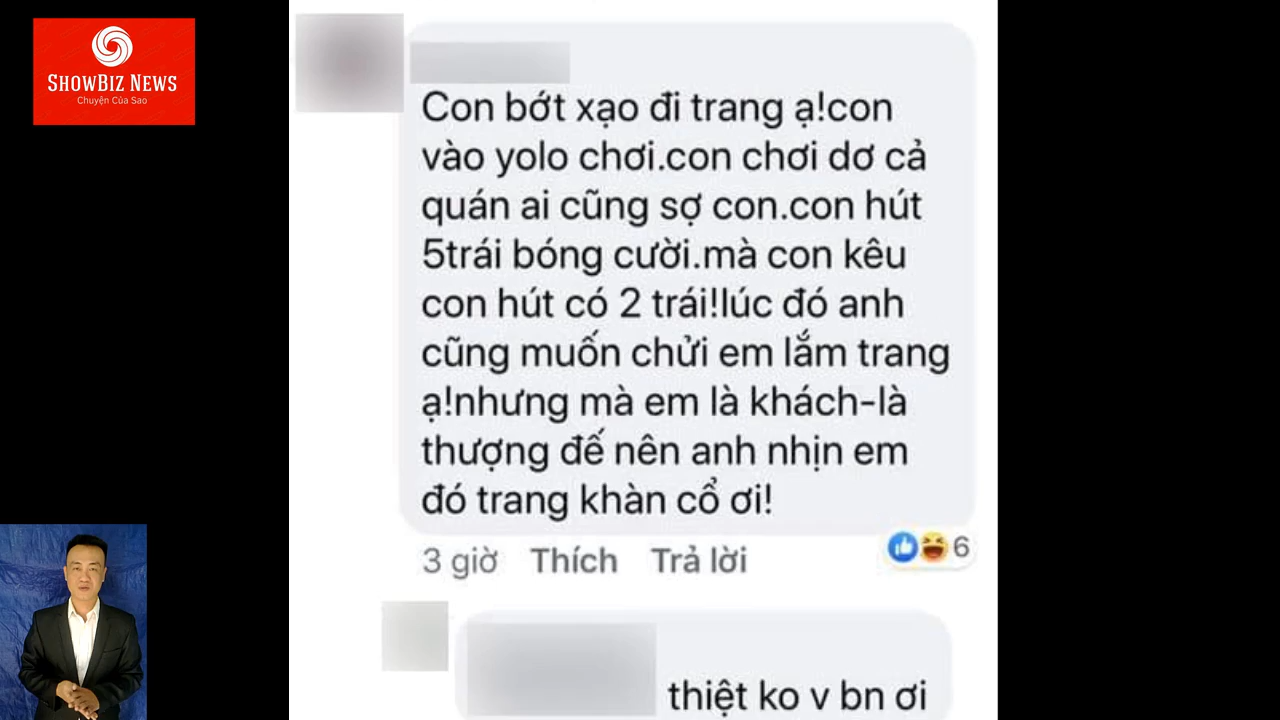 SHOWBIZ NEWS
Chuyện Của Sao
Con bớt xạo đi trang ạ!con
vào yolo chơi.con chơi dơ cả
quán ai cũng sợ con.con hút
5trái bóng cười.mà con kêu
con hút có 2 trái!lúc đó anh
cũng muốn chửi em lắm trang
ạ!nhưng mà em là khách-là
thượng đế nên anh nhịn em
đó trang khàn cổ ơi!
3 giờ Thích Trả lời 6
thiệt ko v bn ơi